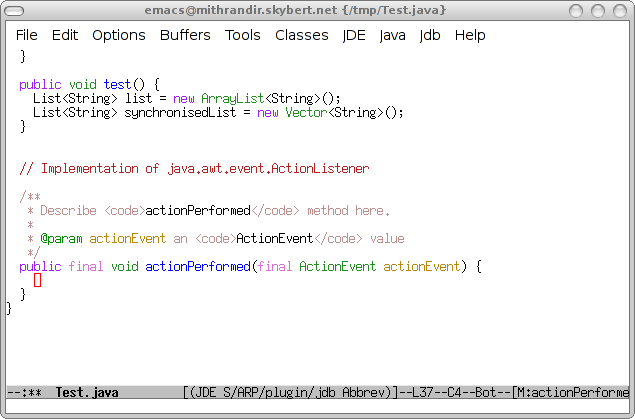 emacs@mithrandir.skybert.net {/tmp/Test.java}
File Edit Options Buffers Tools Classes JDE Java Jdb Help
  }

  public void test() {
    List<String> list = new ArrayList<String>();
    List<String> synchronisedList = new Vector<String>();
  }


  // Implementation of java.awt.event.ActionListener

  /**
   * Describe <code>actionPerformed</code> method here.
   *
   * @param actionEvent an <code>ActionEvent</code> value
   */
  public final void actionPerformed(final ActionEvent actionEvent) {

  }
}
--:** Test.java [(JDE S/ARP/plugin/jdb Abbrev)]--L37--C4--Bot--[M:actionPerforme